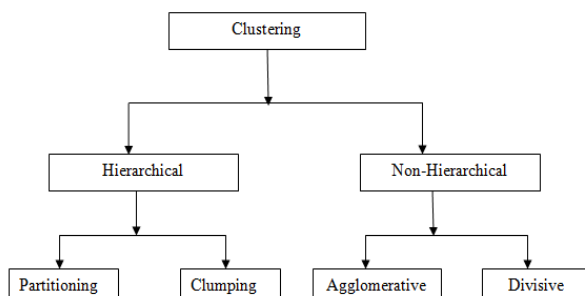 Clustering
Hierarchical
Non-Hierarchical
Partitioning
Clumping
Agglomerative
Divisive